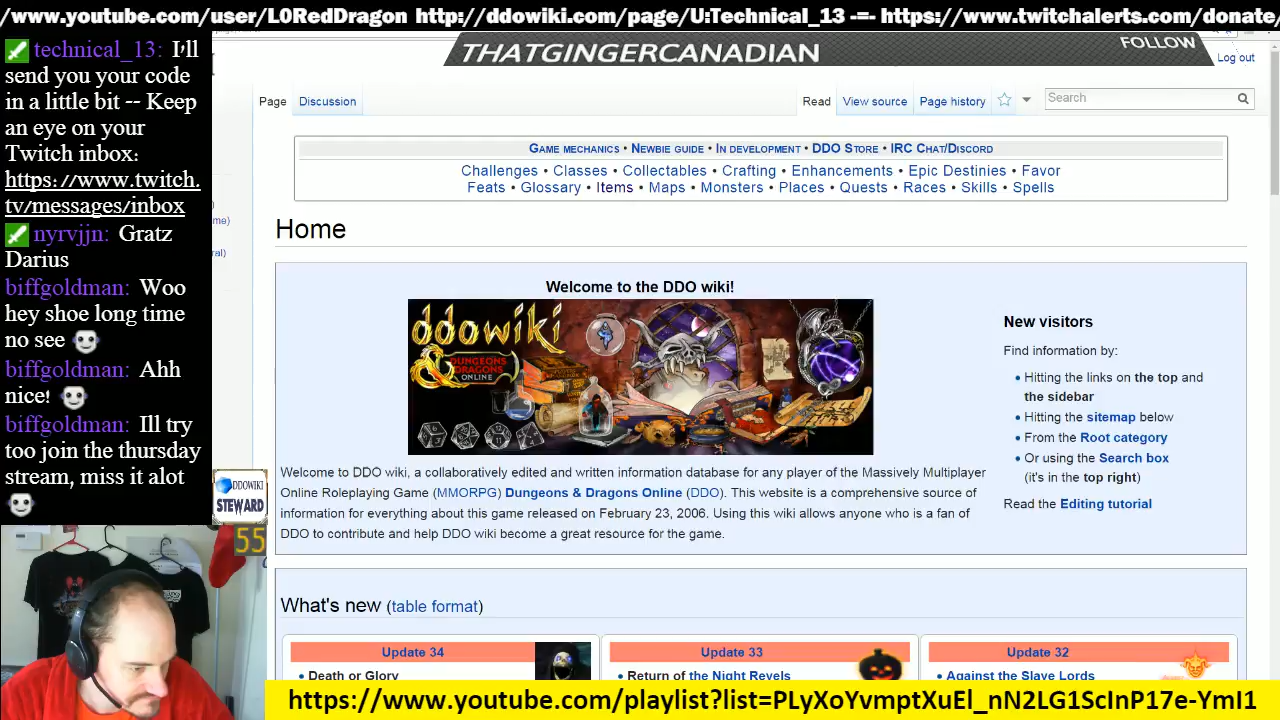 /www.youtube.com/user/L0RedDragon http://ddowiki.com/page/U:Technical_13 -=- https://www.twitchalerts.com/donate/
technical_13: I'll
send you your code
in a little bit -- Keep
an eye on your
Twitch inbox:
https://www.twitch.
tv/messages/inbox
nyrvjjn: Gratz
Darius
biffgoldman: Woo
hey shoe long time
no see
biffgoldman: Ahh
nice!
biffgoldman: Ill try
too join the thursday
stream, miss it alot
DDOWIKI
STEWARD
55
THATGINGERCANADIAN
FOLLOW
Log out
Page Discussion Read View source Page history Search
Game mechanics • Newbie guide • In development • DDO Store • IRC Chat/Discord
Challenges • Classes • Collectables • Crafting • Enhancements • Epic Destinies • Favor
Feats • Glossary • Items • Maps • Monsters • Places • Quests • Races • Skills • Spells
Home
Welcome to the DDO wiki!
ddowiki
DUNGEONS
DRAGONS
ONLINE
Welcome to DDO wiki, a collaboratively edited and written information database for any player of the Massively Multiplayer
Online Roleplaying Game (MMORPG) Dungeons & Dragons Online (DDO). This website is a comprehensive source of
information for everything about this game released on February 23, 2006. Using this wiki allows anyone who is a fan of
DDO to contribute and help DDO wiki become a great resource for the game.
New visitors
Find information by:
• Hitting the links on the top and
the sidebar
• Hitting the sitemap below
• From the Root category
• Or using the Search box
(it's in the top right)
Read the Editing tutorial
What's new (table format)
Update 34
• Death or Glory
Update 33
• Return of the Night Revels
Update 32
• Against the Slave Lords
https://www.youtube.com/playlist?list=PLyXoYvmptXuEl_nN2LG1ScInP17e-YmI1